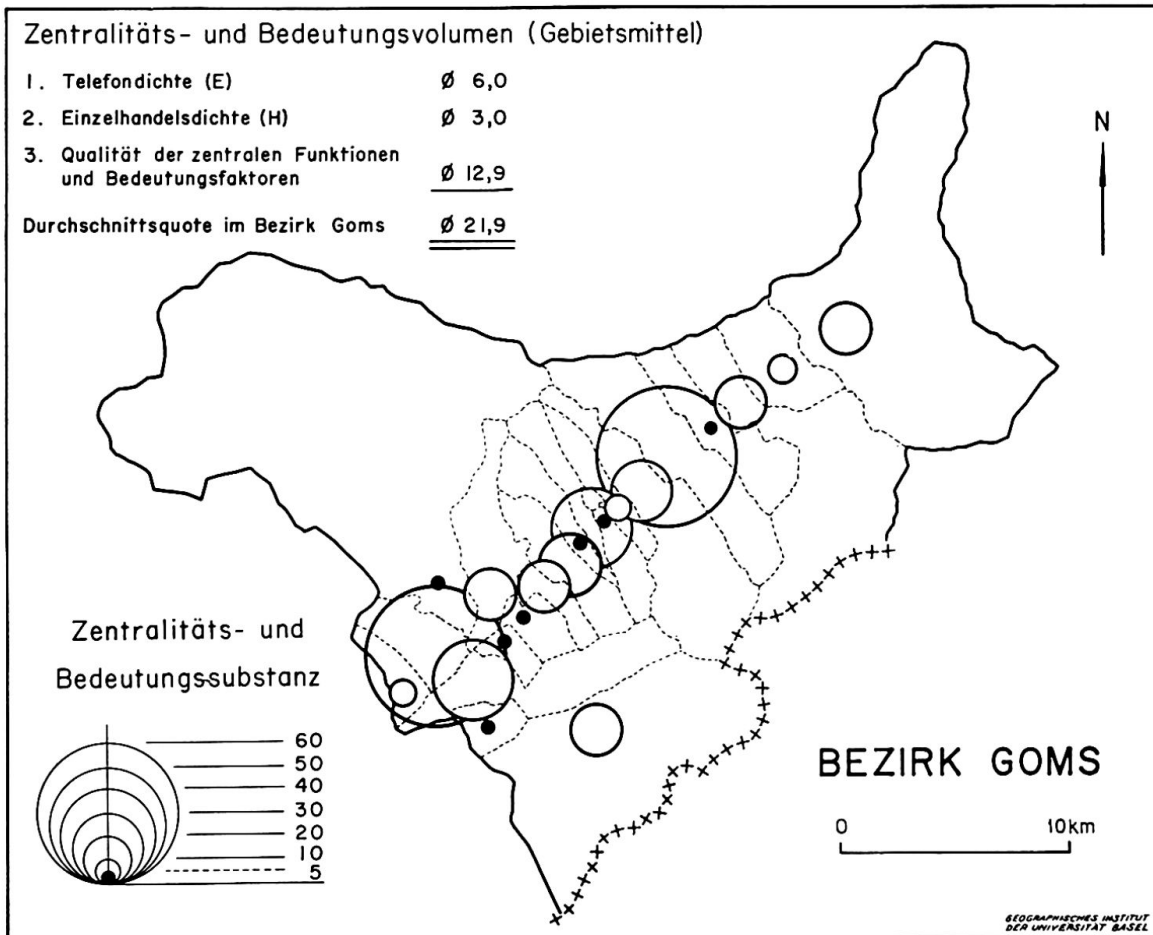 Zentralitäts- und Bedeutungsvolumen (Gebietsmittel)
1. Telefondichte (E) Ø 6,0
2. Einzelhandelsdichte (H) Ø 3,0
3. Qualität der zentralen Funktionen
und Bedeutungsfaktoren Ø 12,9
Durchschnittsquote im Bezirk Goms Ø 21,9
N
Zentralitäts- und
Bedeutungssubstanz
60
50
40
30
20
10
5
BEZIRK GOMS
0 10km
GEOGRAPHISCHES INSTITUT
DER UNIVERSITÄT BASEL